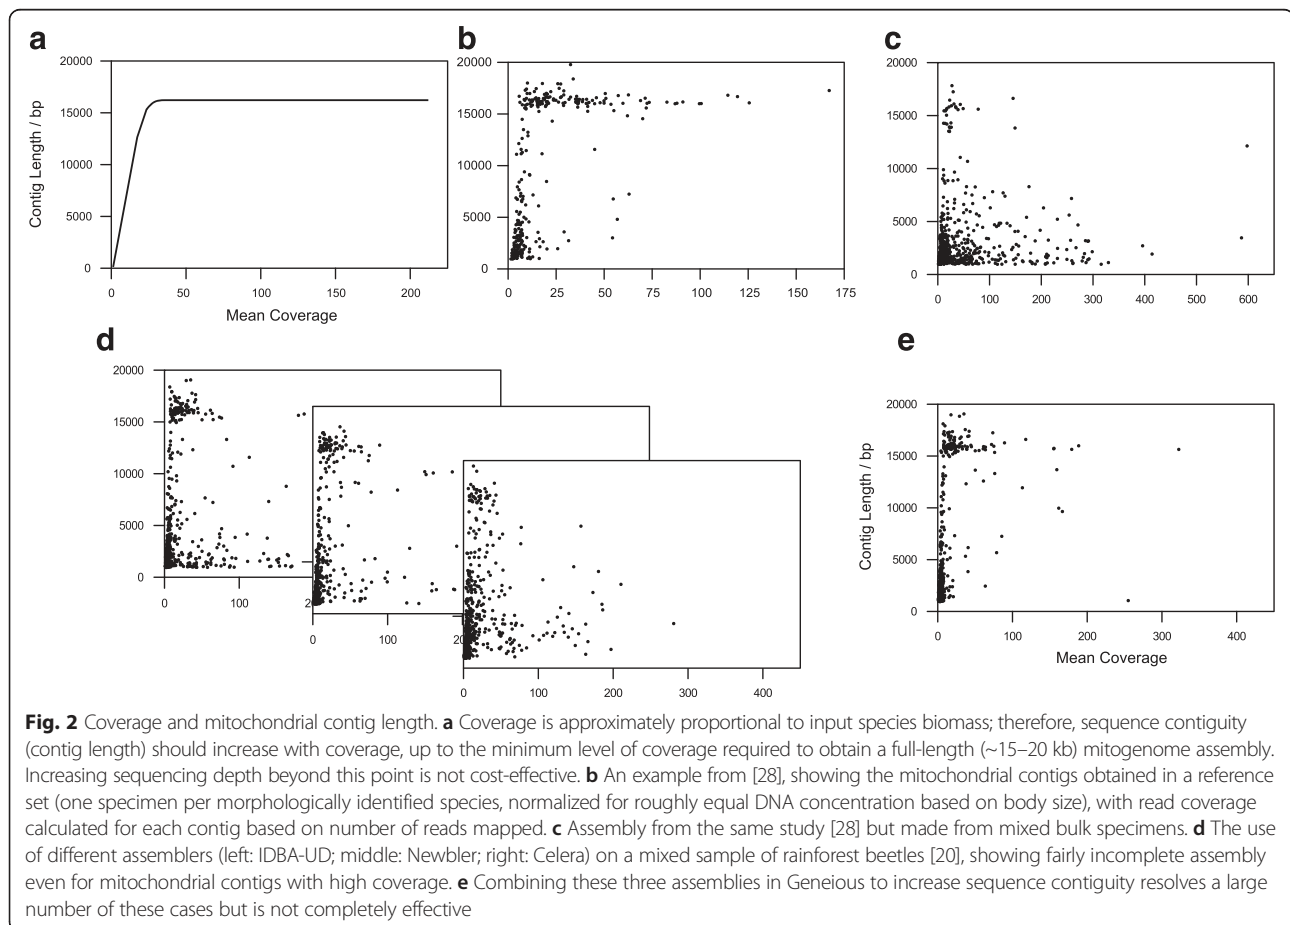 a
b
c
20000
15000
10000
5000
0
Contig Length / bp
0 50 100 150 200
Mean Coverage
20000
15000
10000
5000
0
0 25 50 75 100 125 150 175
20000
15000
10000
5000
0
0 100 200 300 400 500 600
d
e
20000
15000
10000
5000
0
0 100 2
0 100 20
0 100 200 300 400
20000
15000
10000
5000
0
Contig Length / bp
0 100 200 300 400
Mean Coverage
Fig. 2 Coverage and mitochondrial contig length. a Coverage is approximately proportional to input species biomass; therefore, sequence contiguity
(contig length) should increase with coverage, up to the minimum level of coverage required to obtain a full-length (~15–20 kb) mitogenome assembly.
Increasing sequencing depth beyond this point is not cost-effective. b An example from [28], showing the mitochondrial contigs obtained in a reference
set (one specimen per morphologically identified species, normalized for roughly equal DNA concentration based on body size), with read coverage
calculated for each contig based on number of reads mapped. c Assembly from the same study [28] but made from mixed bulk specimens. d The use
of different assemblers (left: IDBA-UD; middle: Newbler; right: Celera) on a mixed sample of rainforest beetles [20], showing fairly incomplete assembly
even for mitochondrial contigs with high coverage. e Combining these three assemblies in Geneious to increase sequence contiguity resolves a large
number of these cases but is not completely effective